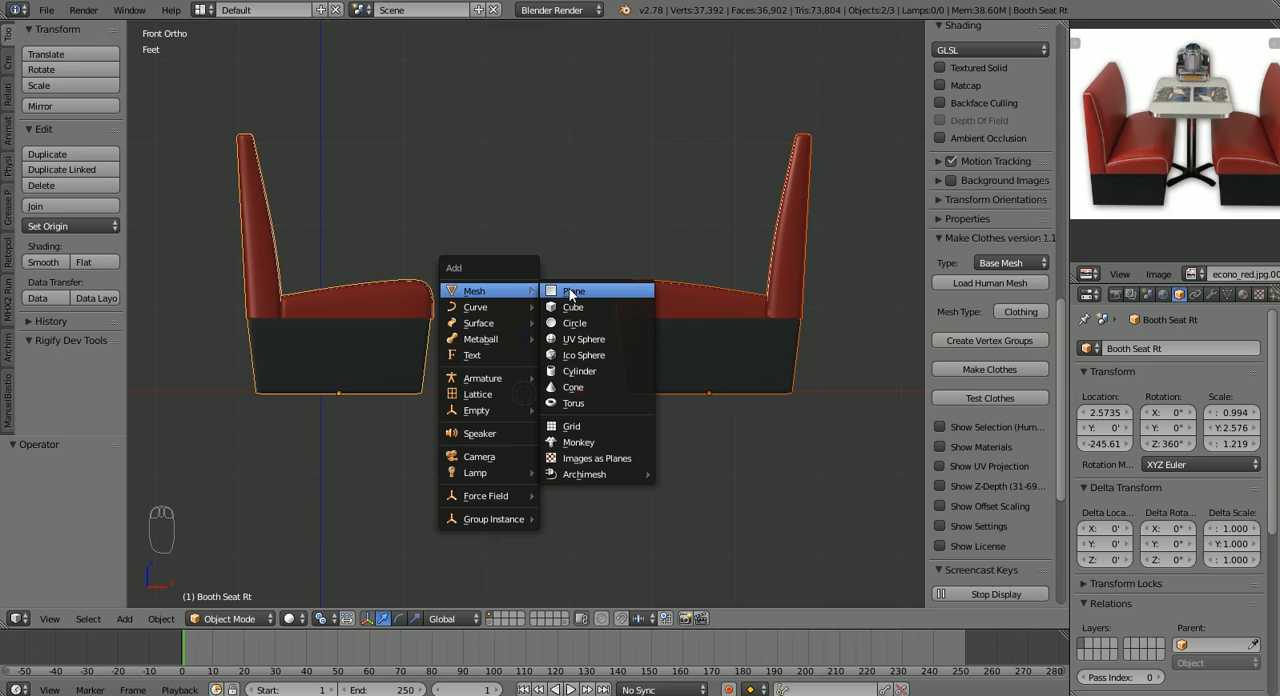 File Render Window Help Default Scene Blender Render v2.78 | Verts:37,392 | Faces:36,902 | Tris:73,804 | Objects:2/3 | Lamps:0/0 | Mem:38.60M | Booth Seat Rt
Too
Cre
Relati
Animat
Physi
Grease P
Retopol
MHX2 Run
Archim
ManuelBastio
Transform
Translate
Rotate
Scale
Mirror
Edit
Duplicate
Duplicate Linked
Delete
Join
Set Origin
Shading:
Smooth Flat
Data Transfer:
Data Data Layo
History
Rigify Dev Tools
Operator
Front Ortho
Feet
Add
Mesh
Curve
Surface
Metaball
Text
Armature
Lattice
Empty
Speaker
Camera
Lamp
Force Field
Group Instance
Plane
Cube
Circle
UV Sphere
Ico Sphere
Cylinder
Cone
Torus
Grid
Monkey
Images as Planes
Archimesh
(1) Booth Seat Rt
View Select Add Object Object Mode Global
Shading
GLSL
Textured Solid
Matcap
Backface Culling
Depth Of Field
Ambient Occlusion
Motion Tracking
Background Images
Transform Orientations
Properties
Make Clothes version 1.1
Type: Base Mesh
Load Human Mesh
Mesh Type: Clothing
Create Vertex Groups
Make Clothes
Test Clothes
Show Selection (Hum...
Show Materials
Show UV Projection
Show Z-Depth (31-69...
Show Offset Scaling
Show Settings
Show License
Screencast Keys
Stop Display
View Image econo_red.jpg.00
Booth Seat Rt
Booth Seat Rt
Transform
Location: Rotation: Scale:
2.5735 X: 0° : 0.994
Y: 0' Y: 0° Y:2.576
-245.61 Z: 360° : 1.219
Rotation M... XYZ Euler
Delta Transform
Delta Loca... Delta Rota... Delta Scale:
X: 0' X: 0° : 1.000
Y: 0' Y: 0° Y:1.000
Z: 0' Z: 0° : 1.000
Transform Locks
Relations
Layers: Parent:
Object
Pass Index: 0
-50 -40 -30 -20 -10 0 10 20 30 40 50 60 70 80 90 100 110 120 130 140 150 160 170 180 190 200 210 220 230 240 250 260 270 280
View Marker Frame Playback Start: 1 End: 250 1 No Sync